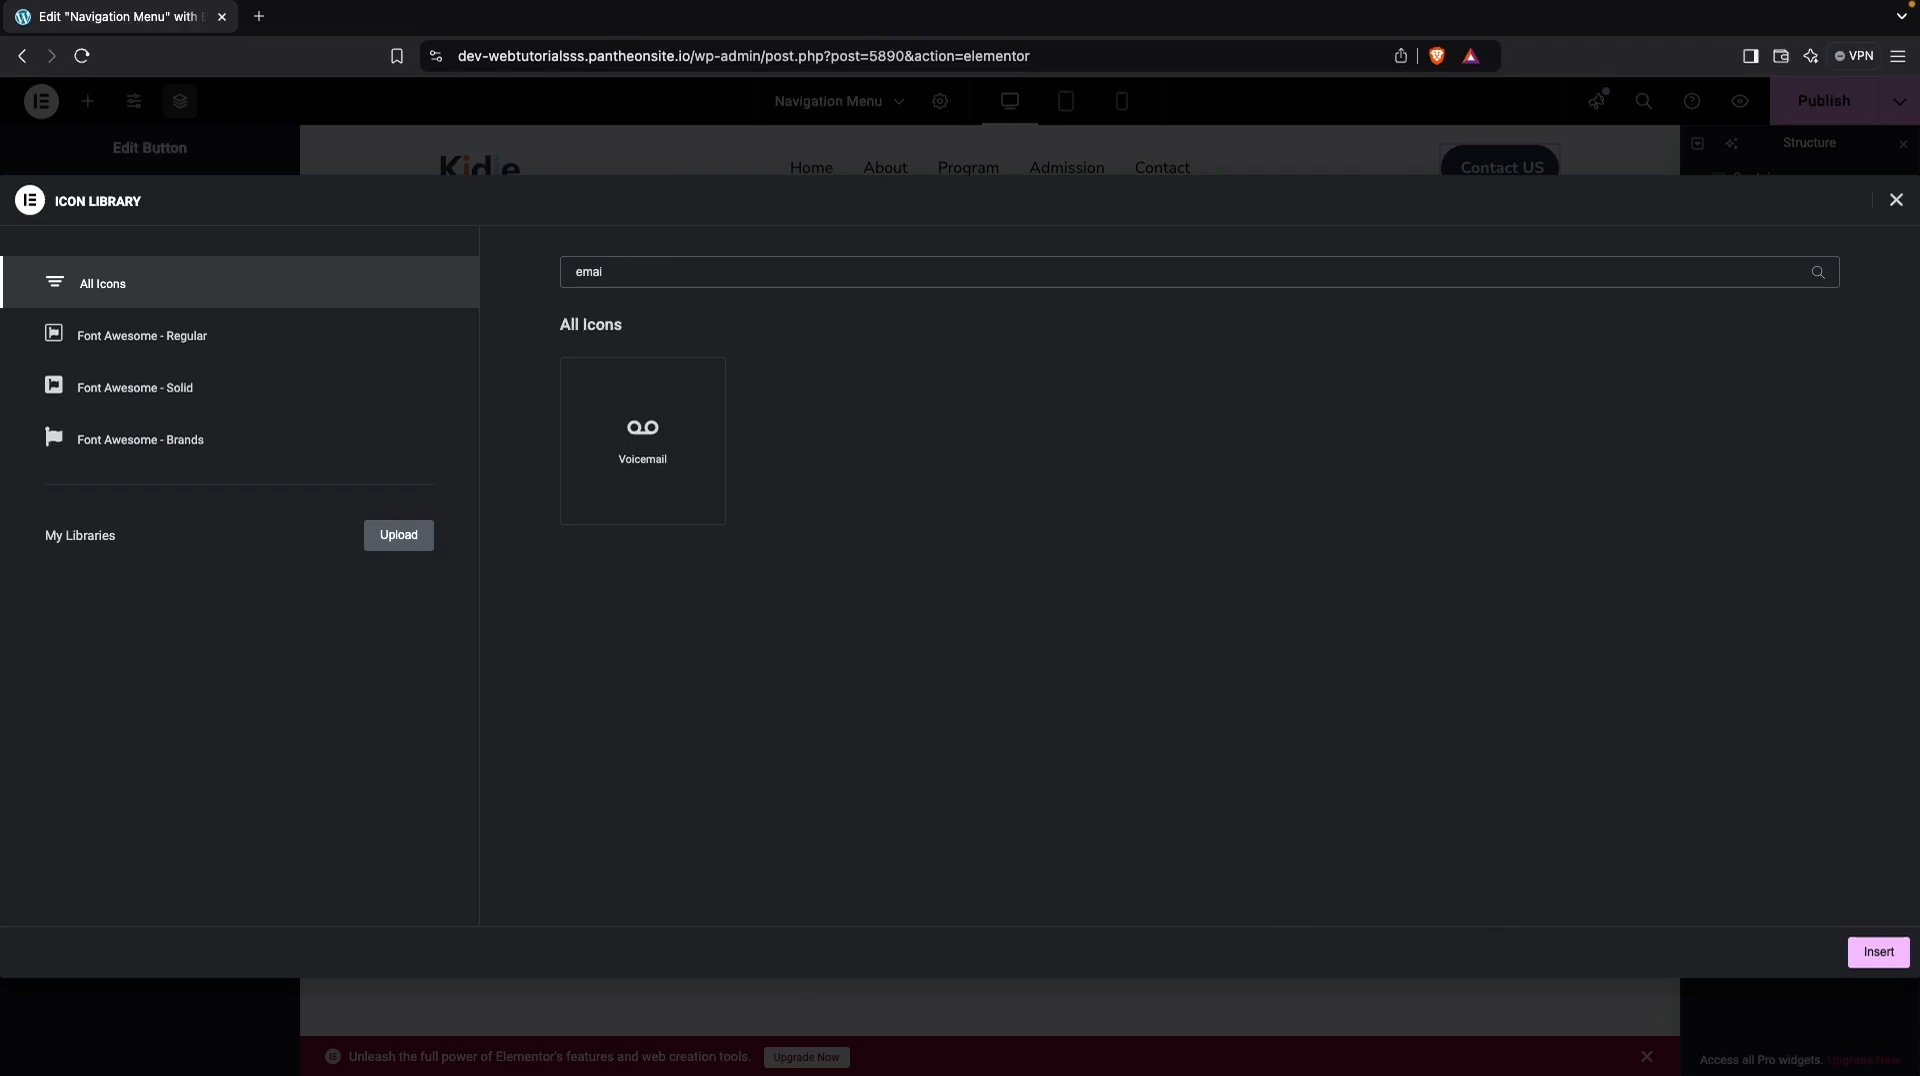 Edit "Navigation Menu" with
dev-webtutorialsss.pantheonsite.io/wp-admin/post.php?post=5890&action=elementor
VPN
Navigation Menu
Publish
Edit Button
Kidie
Home
About
Program
Admission
Contact
Contact US
Structure
ICON LIBRARY
All Icons
emai
Font Awesome - Regular
Font Awesome - Solid
Font Awesome - Brands
My Libraries
Upload
All Icons
Voicemail
Insert
Unleash the full power of Elementor's features and web creation tools.
Upgrade Now
Access all Pro widgets. Upgrade Now